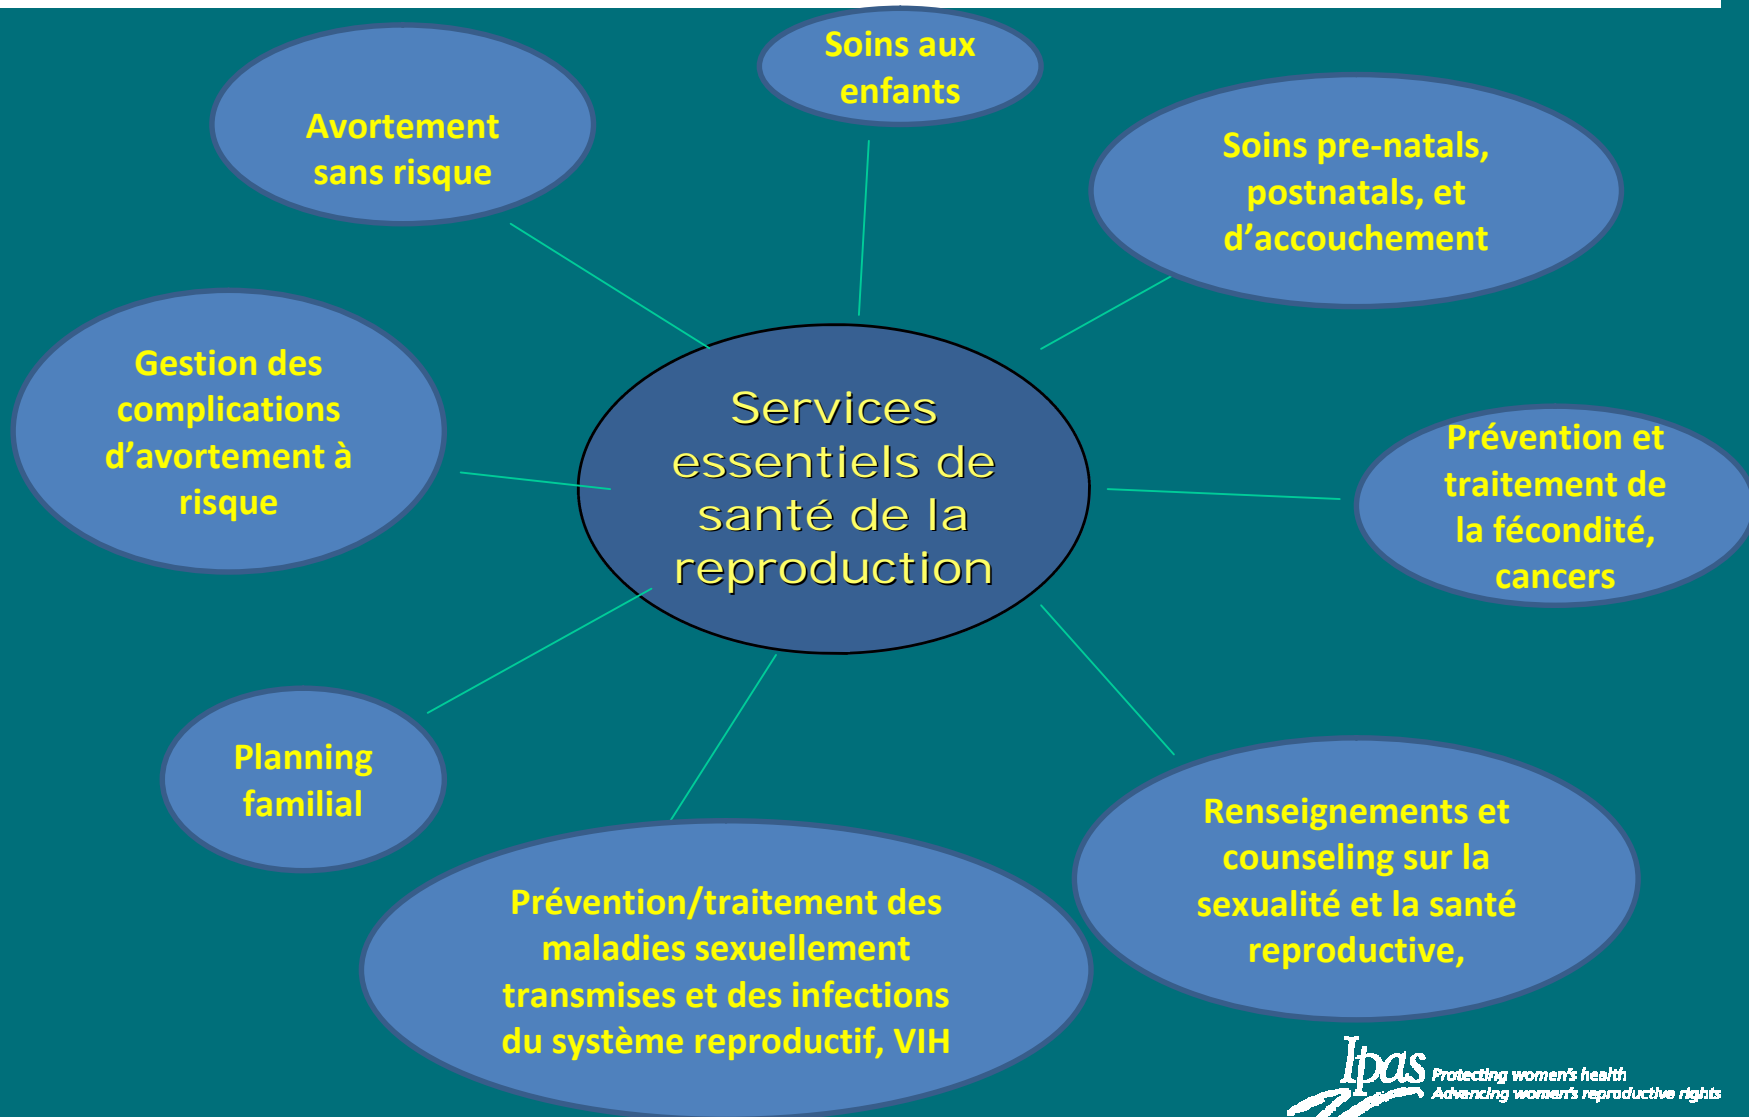 Soins aux
enfants
Avortement
sans risque
Soins pre-natals,
postnatals, et
d’accouchement
Gestion des
complications
d’avortement à
risque
Services
essentiels de
santé de la
reproduction
Prévention et
traitement de
la fécondité,
cancers
Planning
familial
Renseignements et
counseling sur la
sexualité et la santé
reproductive,
Prévention/traitement des
maladies sexuellement
transmises et des infections
du système reproductif, VIH
Ipas
Protecting women's health
Advancing women's reproductive rights